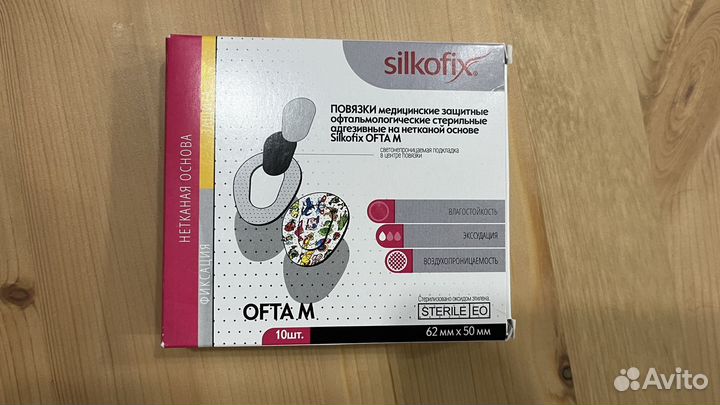 silkofix®
ПОВЯЗКИ медицинские защитные
офтальмологические стерильные
адгезивные на нетканой основе
Silkofix OFTA M
светонепроницаемая подкладка
в центре повязки
ВЛАГОСТОЙКОСТЬ
ЭКССУДАЦИЯ
ВОЗДУХОПРОНИЦАЕМОСТЬ
Стерилизовано оксидом этилена
STERILE EO
OFTA M
10шт.
62 мм x 50 мм
НЕТКАНАЯ ОСНОВА
ФИКСАЦИЯ
Avito